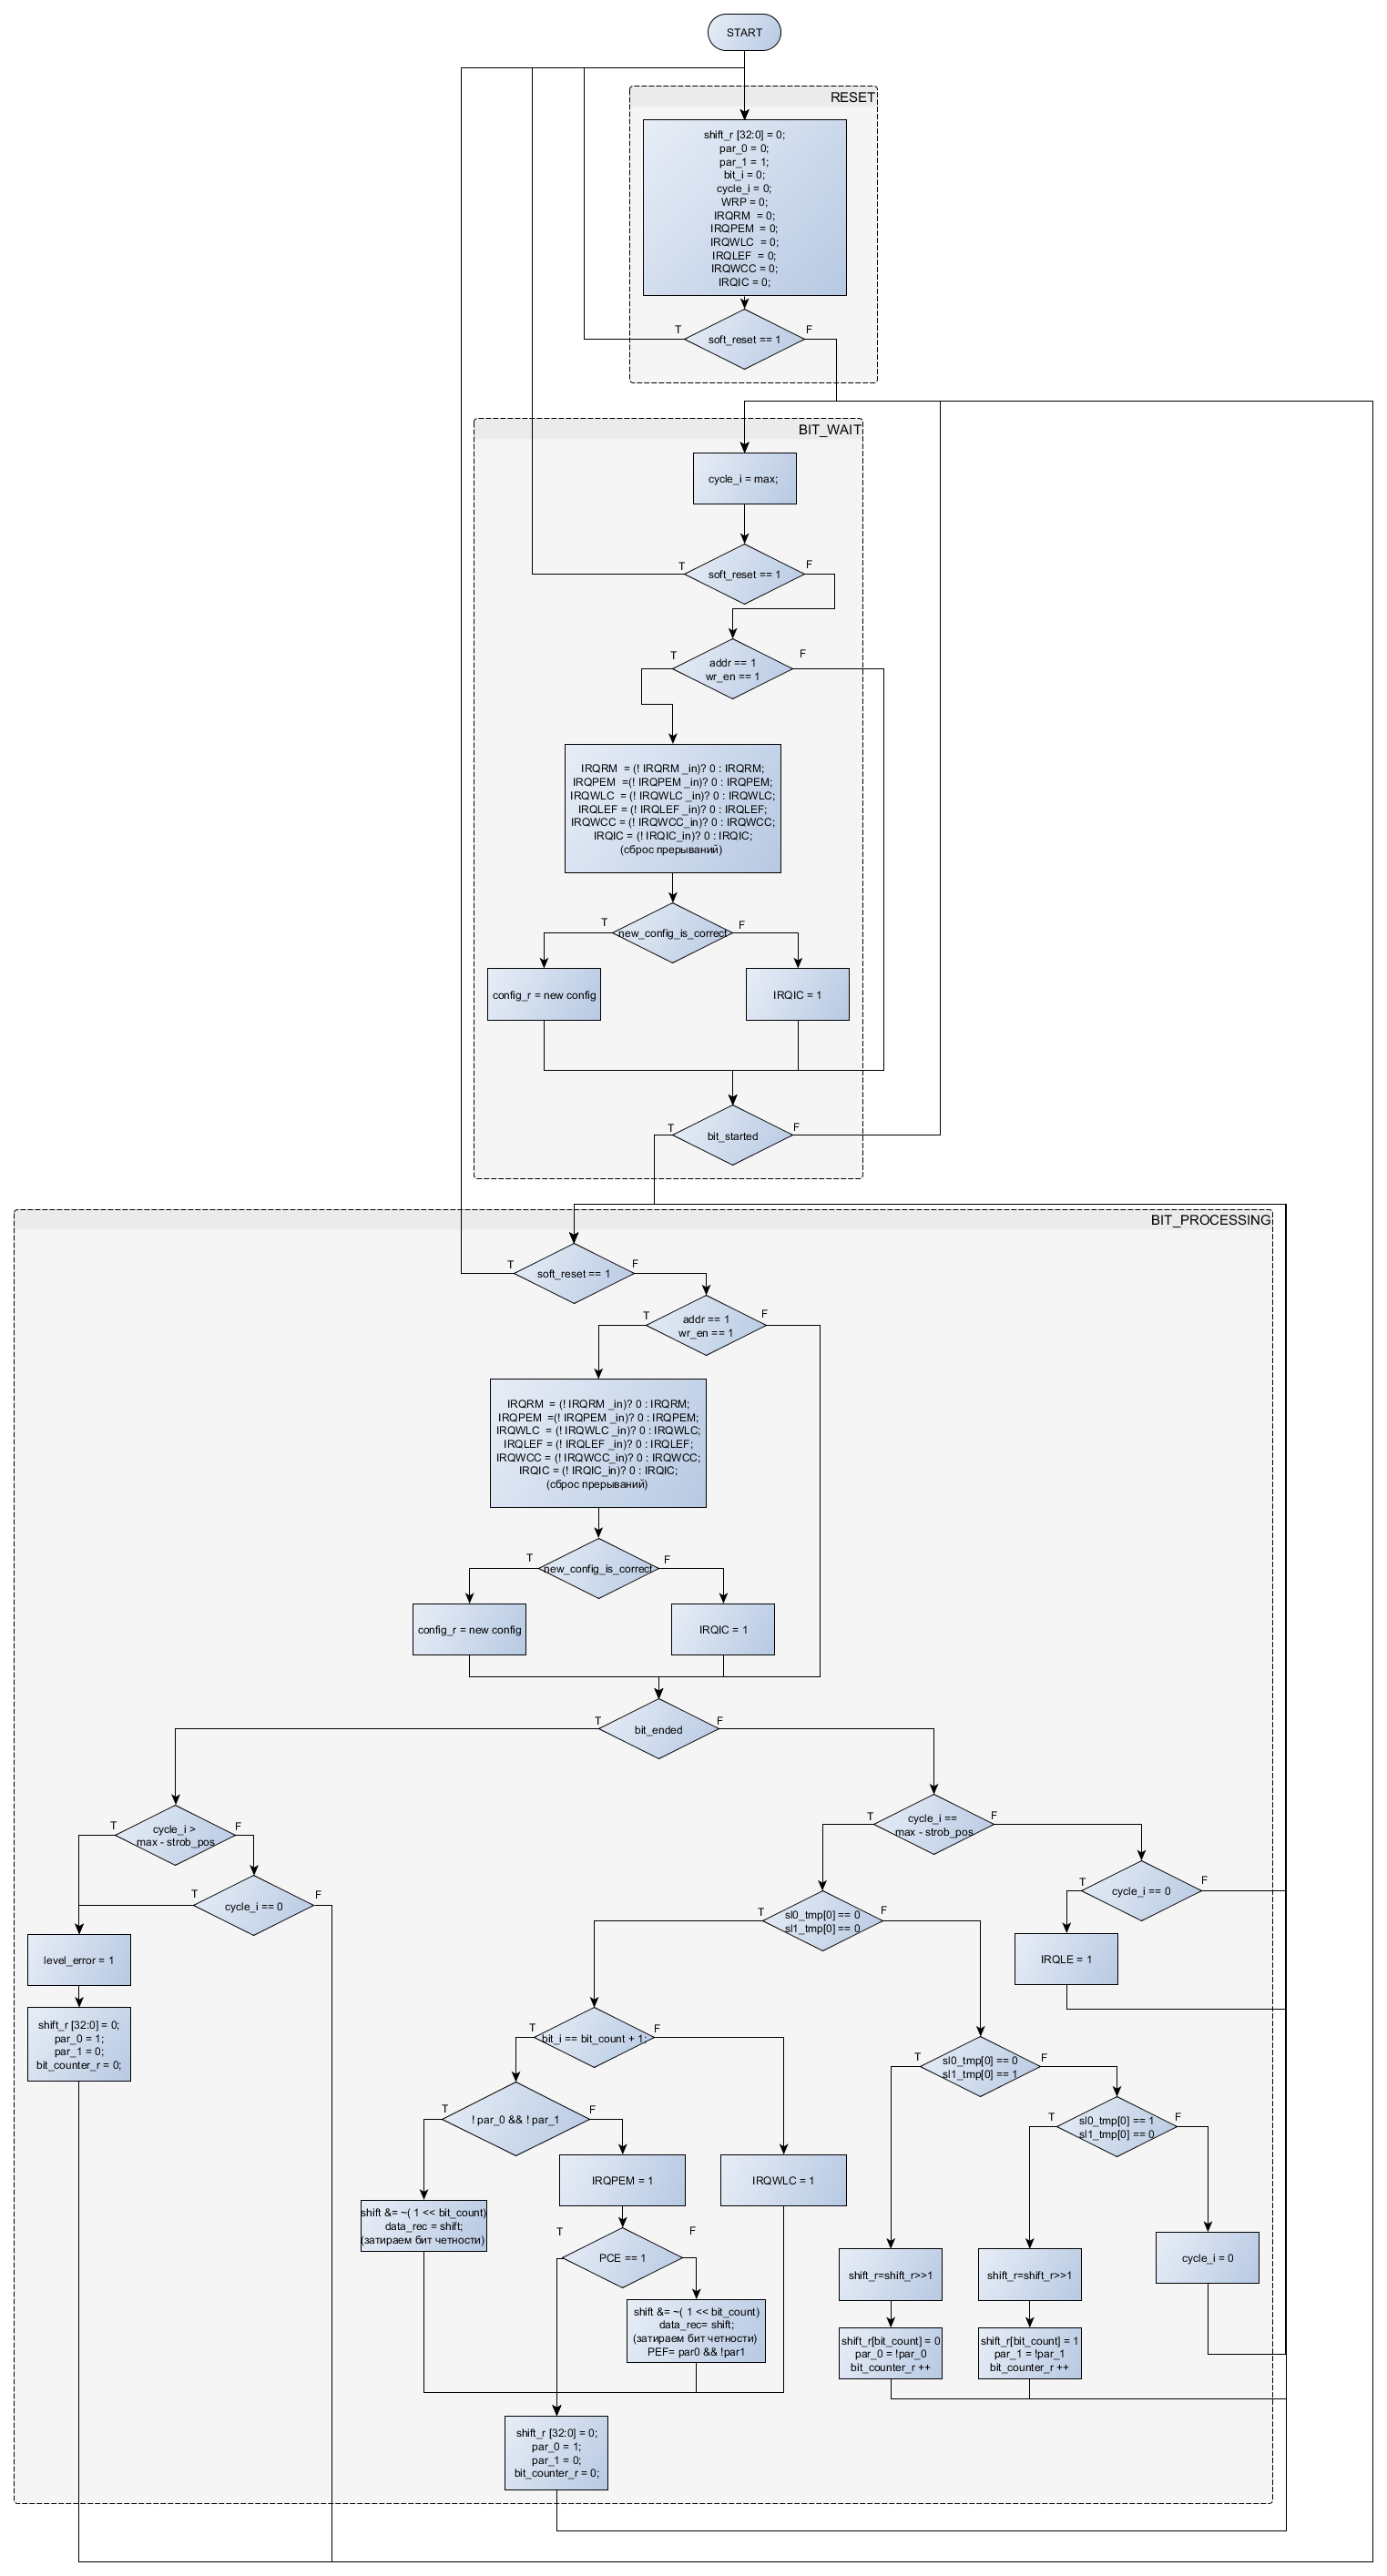 START
RESET
shift_r [32:0] = 0;
par_0 = 0;
par_1 = 1;
bit_i = 0;
cycle_i = 0;
WRP = 0;
IRQRM  = 0;
IRQPEM  = 0;
IRQWLC  = 0;
IRQLEF  = 0;
IRQWCC = 0;
IRQIC = 0;
T
F
soft_reset == 1
BIT_WAIT
cycle_i = max;
T
F
soft_reset == 1
T
F
addr == 1
wr_en == 1
IRQRM  = (! IRQRM _in)? 0 : IRQRM;
IRQPEM  =(! IRQPEM _in)? 0 : IRQPEM;
IRQWLC  = (! IRQWLC _in)? 0 : IRQWLC;
IRQLEF = (! IRQLEF _in)? 0 : IRQLEF;
IRQWCC = (! IRQWCC_in)? 0 : IRQWCC;
IRQIC = (! IRQIC_in)? 0 : IRQIC;
(сброс прерываний)
T
F
new_config_is_correct
config_r = new config
IRQIC = 1
T
F
bit_started
BIT_PROCESSING
T
F
soft_reset == 1
T
F
addr == 1
wr_en == 1
IRQRM  = (! IRQRM _in)? 0 : IRQRM;
IRQPEM  =(! IRQPEM _in)? 0 : IRQPEM;
IRQWLC  = (! IRQWLC _in)? 0 : IRQWLC;
IRQLEF = (! IRQLEF _in)? 0 : IRQLEF;
IRQWCC = (! IRQWCC_in)? 0 : IRQWCC;
IRQIC = (! IRQIC_in)? 0 : IRQIC;
(сброс прерываний)
T
F
new_config_is_correct
config_r = new config
IRQIC = 1
T
F
bit_ended
T
F
cycle_i >
max - strob_pos
T
F
cycle_i == 0
level_error = 1
shift_r [32:0] = 0;
par_0 = 1;
par_1 = 0;
bit_counter_r = 0;
T
F
cycle_i ==
max - strob_pos
T
F
cycle_i == 0
IRQLE = 1
T
F
sl0_tmp[0] == 0
sl1_tmp[0] == 0
T
F
bit_i == bit_count + 1;
T
F
! par_0 && ! par_1
IRQPEM = 1
IRQWLC = 1
shift &= ~( 1 << bit_count)
data_rec = shift;
(затираем бит четности)
T
F
PCE == 1
shift &= ~( 1 << bit_count)
data_rec= shift;
(затираем бит четности)
PEF= par0 && !par1
shift_r [32:0] = 0;
par_0 = 1;
par_1 = 0;
bit_counter_r = 0;
T
F
sl0_tmp[0] == 0
sl1_tmp[0] == 1
T
F
sl0_tmp[0] == 1
sl1_tmp[0] == 0
shift_r=shift_r>>1
shift_r=shift_r>>1
cycle_i = 0
shift_r[bit_count] = 0
par_0 = !par_0
bit_counter_r ++
shift_r[bit_count] = 1
par_1 = !par_1
bit_counter_r ++